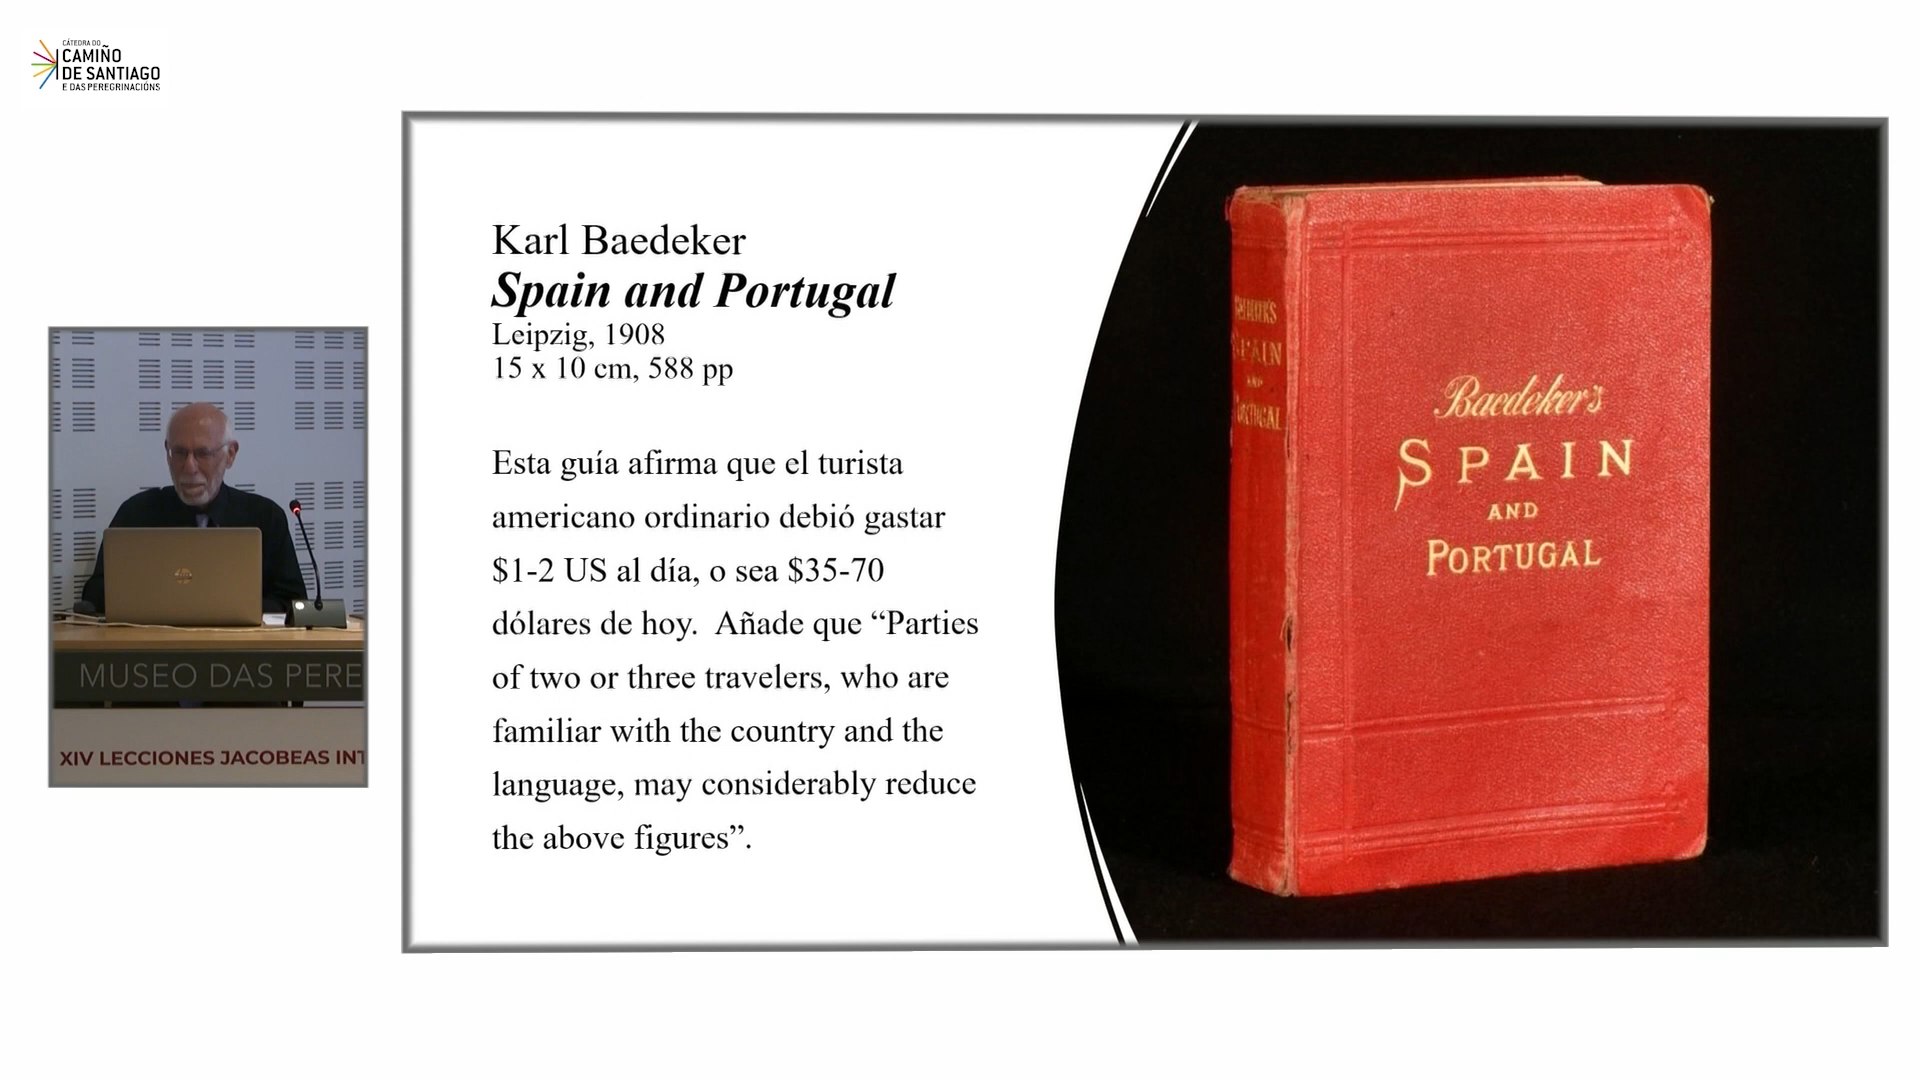 CÁTEDRA DO
CAMIÑO
DE SANTIAGO
E DAS PEREGRINACIÓNS
Karl Baedeker
Spain and Portugal
Leipzig, 1908
15 x 10 cm, 588 pp
Esta guía afirma que el turista
americano ordinario debió gastar
$1-2 US al día, o sea $35-70
dólares de hoy. Añade que “Parties
of two or three travelers, who are
familiar with the country and the
language, may considerably reduce
the above figures”.
SPAIN
AND
PORTUGAL
Baedeker's
SPAIN
AND
PORTUGAL
MUSEO DAS PERE
XIV LECCIONES JACOBEAS INT